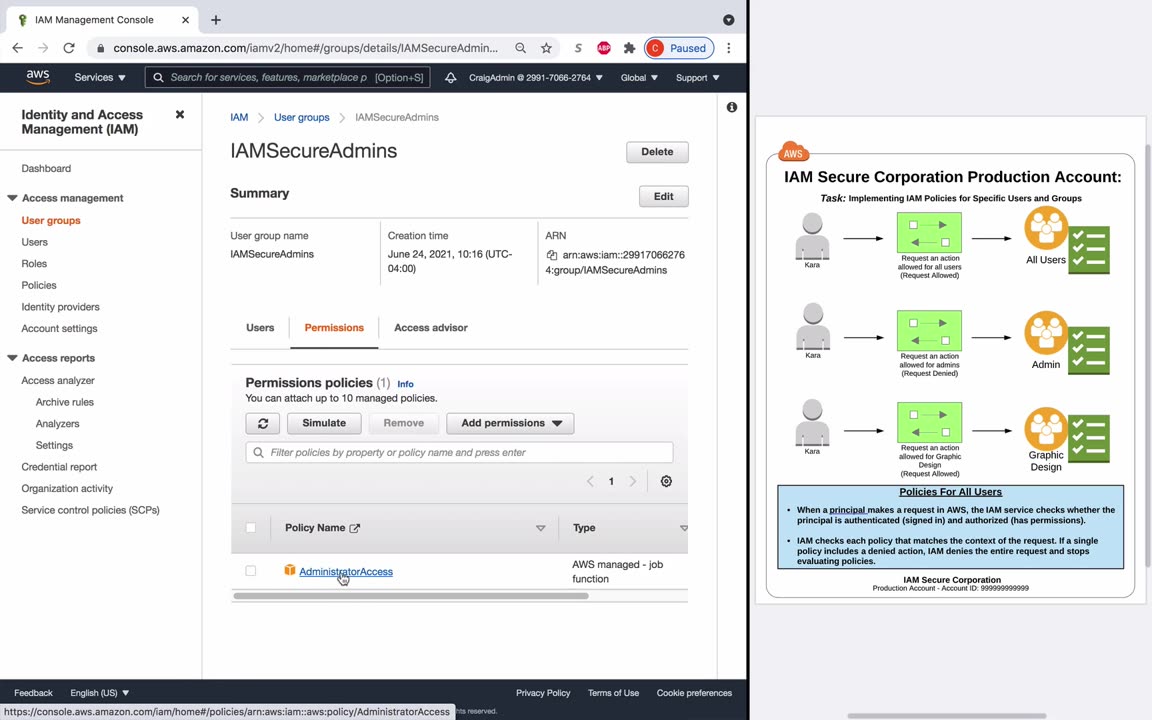 IAM Management Console
console.aws.amazon.com/iamv2/home#/groups/details/IAMSecureAdmin...
S
ABP
C Paused
aws
Services
Search for services, features, marketplace p [Option+S]
CraigAdmin @ 2991-7066-2764
Global
Support
Identity and Access Management (IAM)
Dashboard
Access management
User groups
Users
Roles
Policies
Identity providers
Account settings
Access reports
Access analyzer
Archive rules
Analyzers
Settings
Credential report
Organization activity
Service control policies (SCPs)
IAM
User groups
IAMSecureAdmins
IAMSecureAdmins
Delete
Summary
Edit
User group name
IAMSecureAdmins
Creation time
June 24, 2021, 10:16 (UTC-
04:00)
ARN
arn:aws:iam::29917066276
4:group/IAMSecureAdmins
Users
Permissions
Access advisor
Permissions policies (1) Info
You can attach up to 10 managed policies.
Simulate
Remove
Add permissions
Filter policies by property or policy name and press enter
1
Policy Name
Type
AdministratorAccess
AWS managed - job
function
Feedback
English (US)
Privacy Policy
Terms of Use
Cookie preferences
https://console.aws.amazon.com/iam/home#/policies/arn:aws:iam::aws:policy/AdministratorAccess
hts reserved.
AWS
IAM Secure Corporation Production Account:
Task: Implementing IAM Policies for Specific Users and Groups
Kara
Request an action
allowed for all users
(Request Allowed)
All Users
Kara
Request an action
allowed for admins
(Request Denied)
Admin
Kara
Request an action
allowed for Graphic
Design
(Request Allowed)
Graphic
Design
Policies For All Users
• When a principal makes a request in AWS, the IAM service checks whether the
principal is authenticated (signed in) and authorized (has permissions).
• IAM checks each policy that matches the context of the request. If a single
policy includes a denied action, IAM denies the entire request and stops
evaluating policies.
IAM Secure Corporation
Production Account - Account ID: 999999999999